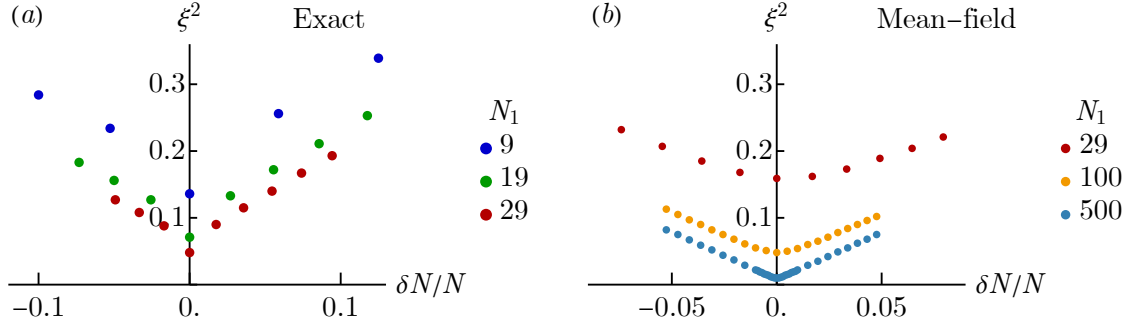 (a) ξ² Exact
0.3
0.2
0.1
−0.1 0. 0.1 δN/N
N₁
9
19
29
(b) ξ² Mean−field
0.3
0.2
0.1
−0.05 0. 0.05 δN/N
N₁
29
100
500